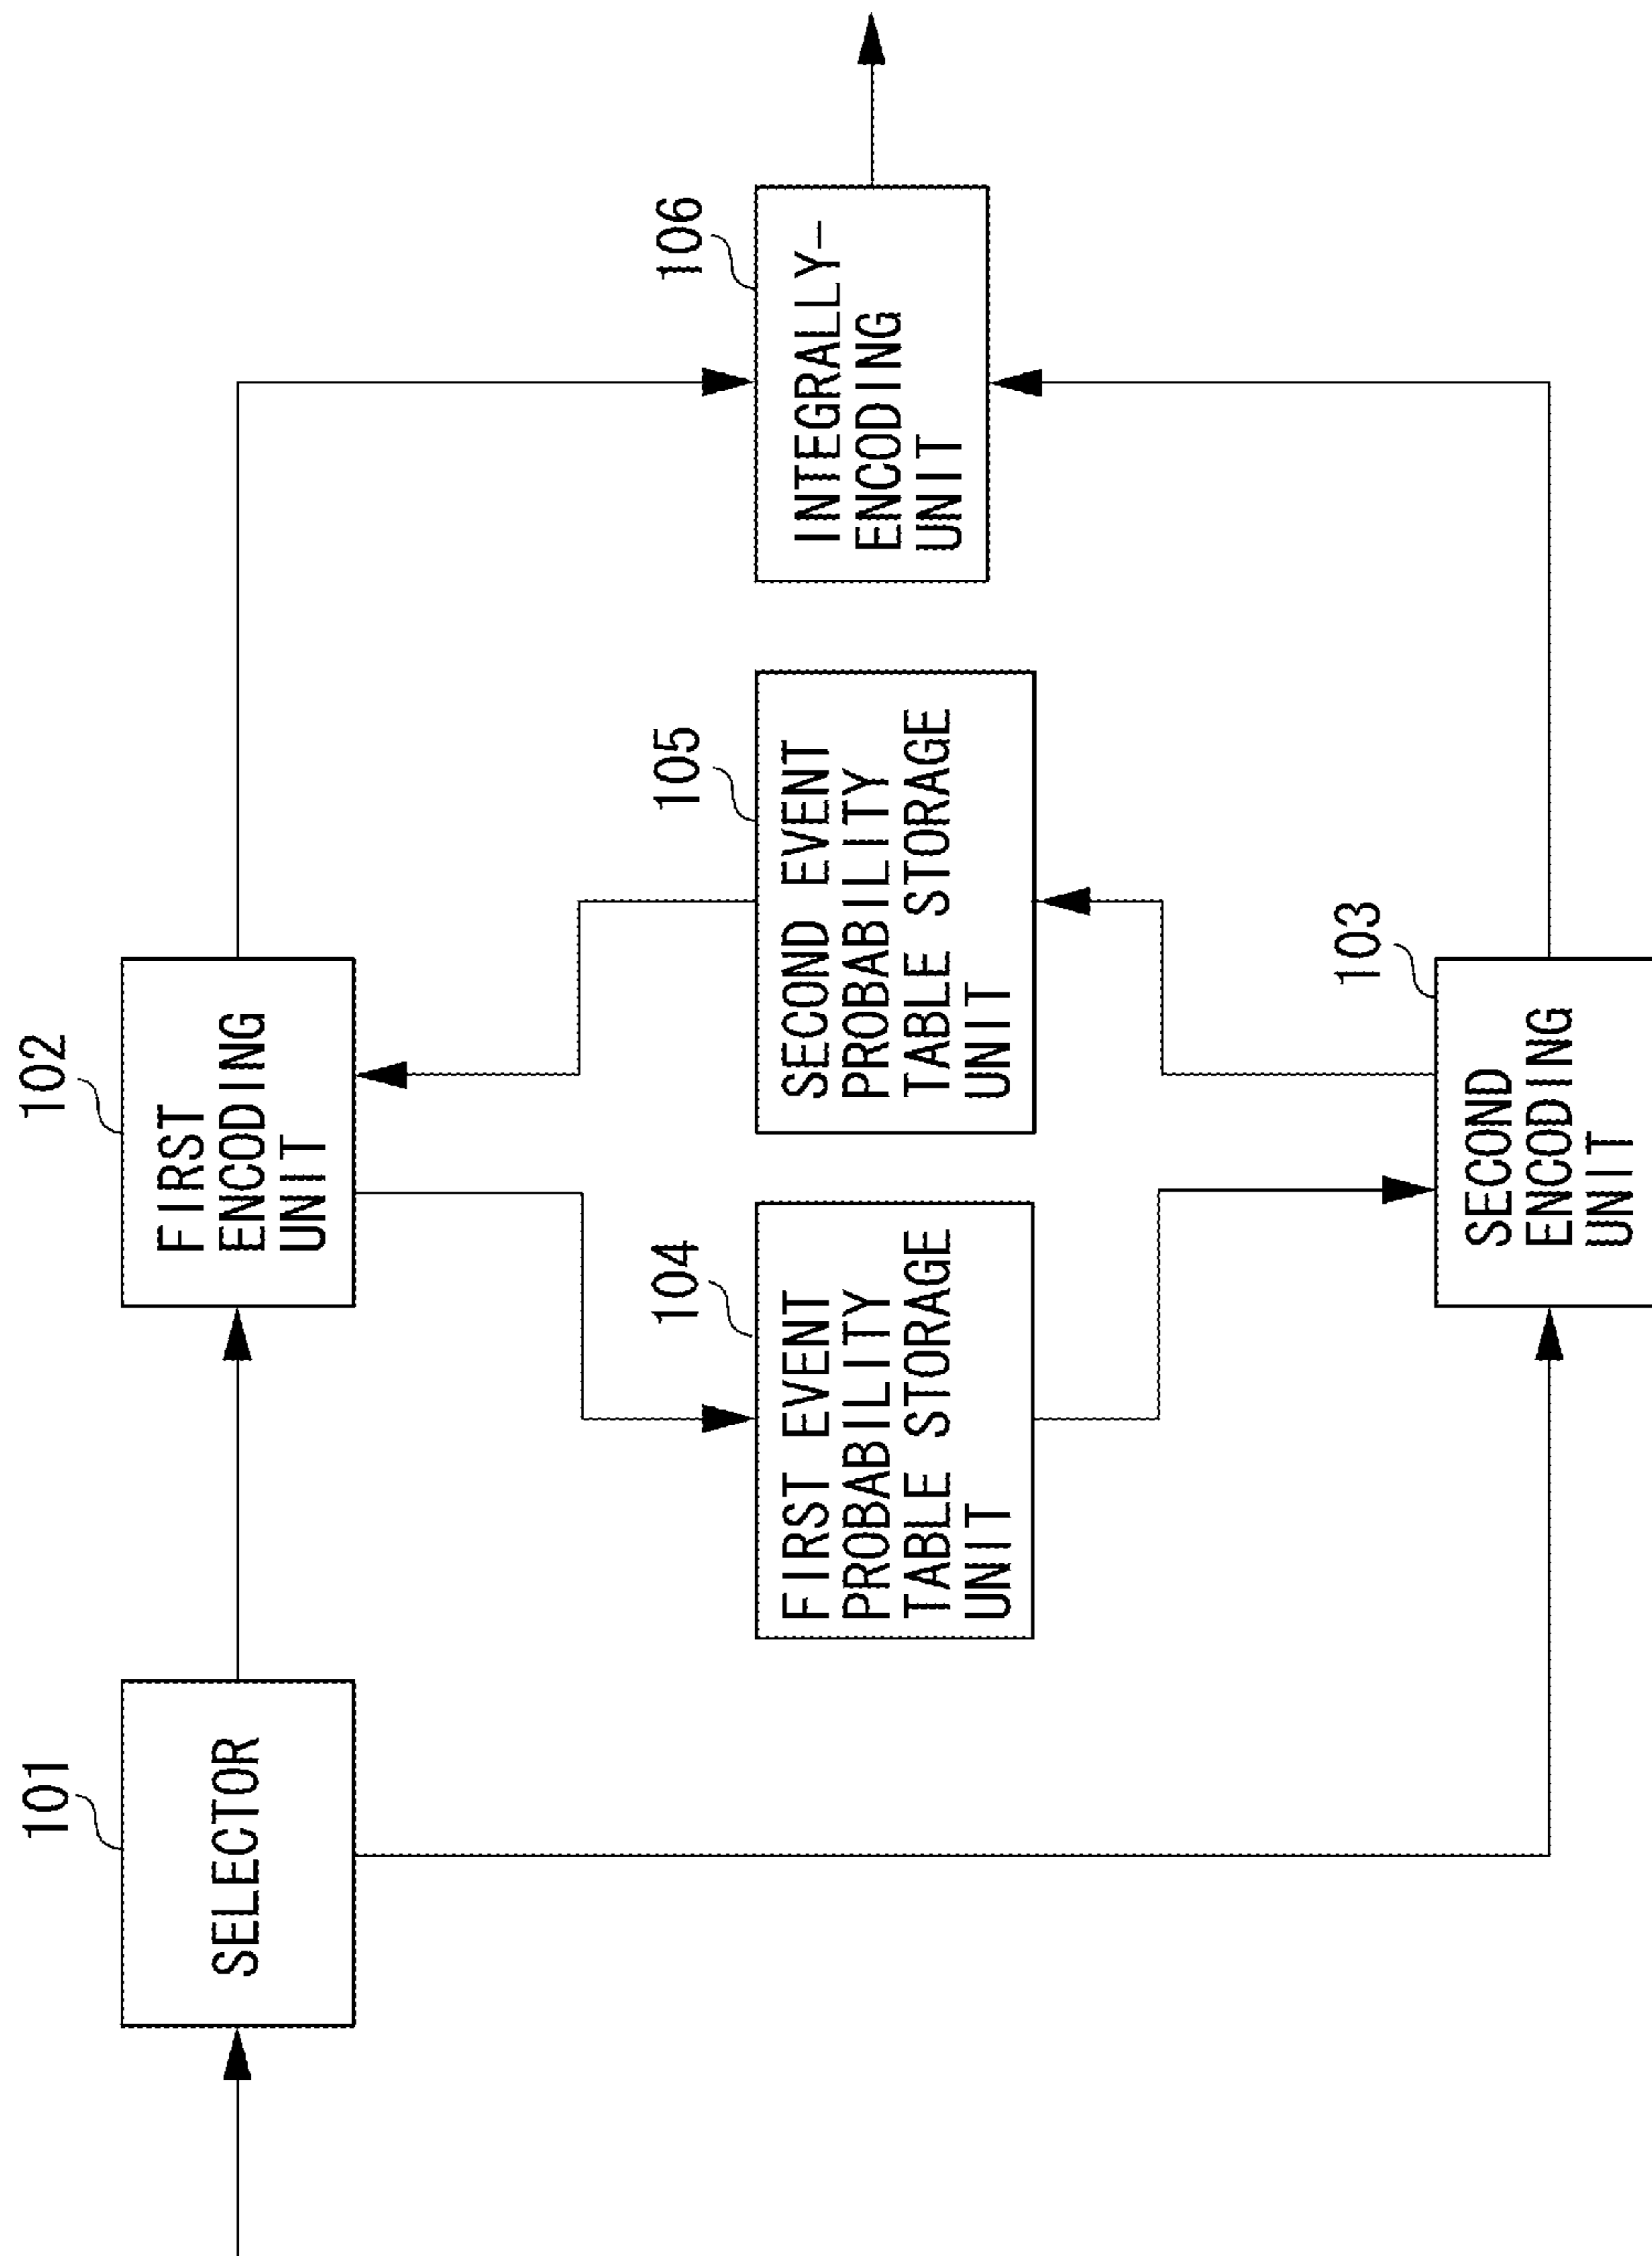 101
SELECTOR
102
FIRST
ENCODING
UNIT
104
FIRST EVENT
PROBABILITY
TABLE STORAGE
UNIT
105
SECOND EVENT
PROBABILITY
TABLE STORAGE
UNIT
106
INTEGRALLY-
ENCODING
UNIT
103
SECOND
ENCODING
UNIT